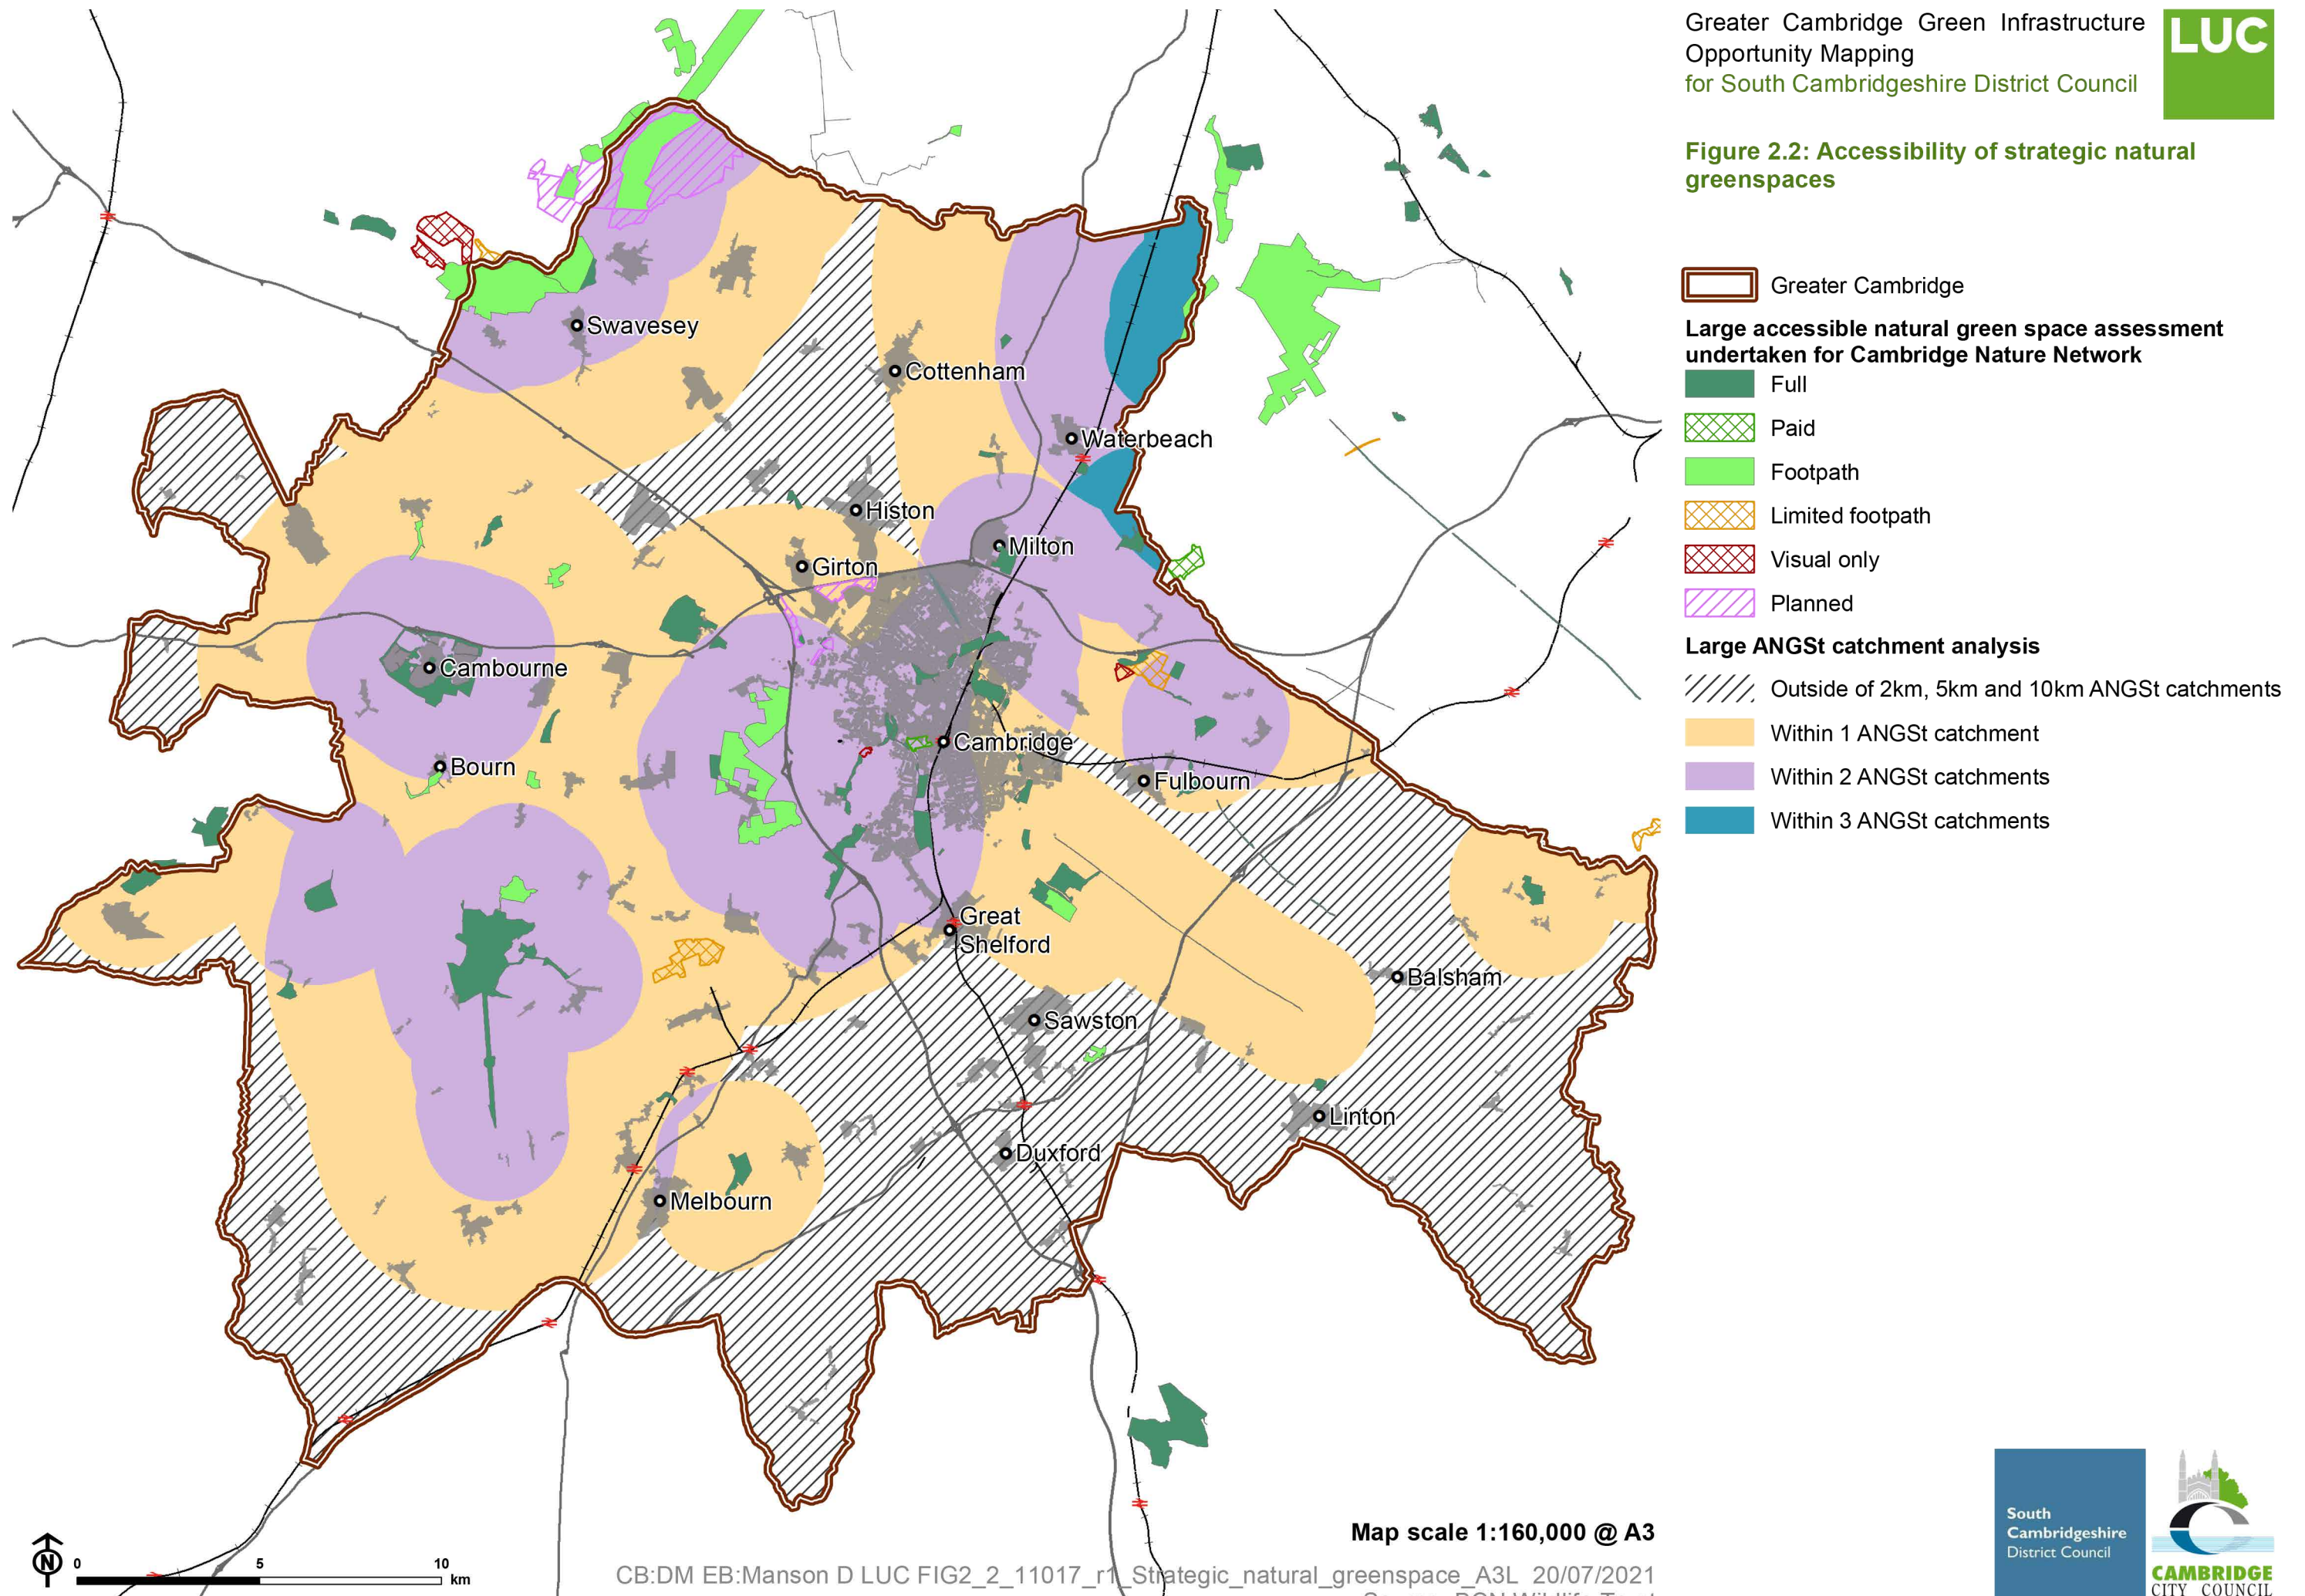 Greater Cambridge Green Infrastructure
Opportunity Mapping
for South Cambridgeshire District Council
LUC
Figure 2.2: Accessibility of strategic natural
greenspaces
Greater Cambridge
Large accessible natural green space assessment
undertaken for Cambridge Nature Network
Full
Paid
Footpath
Limited footpath
Visual only
Planned
Large ANGSt catchment analysis
Outside of 2km, 5km and 10km ANGSt catchments
Within 1 ANGSt catchment
Within 2 ANGSt catchments
Within 3 ANGSt catchments
Swavesey
Cottenham
Waterbeach
Histon
Milton
Girton
Cambourne
Cambridge
Bourn
Fulbourn
Great
Shelford
Balsham
Sawston
Linton
Duxford
Melbourn
N
0 5 10
km
Map scale 1:160,000 @ A3
CB:DM EB:Manson_D LUC FIG2_2_11017_r1_Strategic_natural_greenspace_A3L 20/07/2021
South
Cambridgeshire
District Council
CAMBRIDGE
CITY COUNCIL